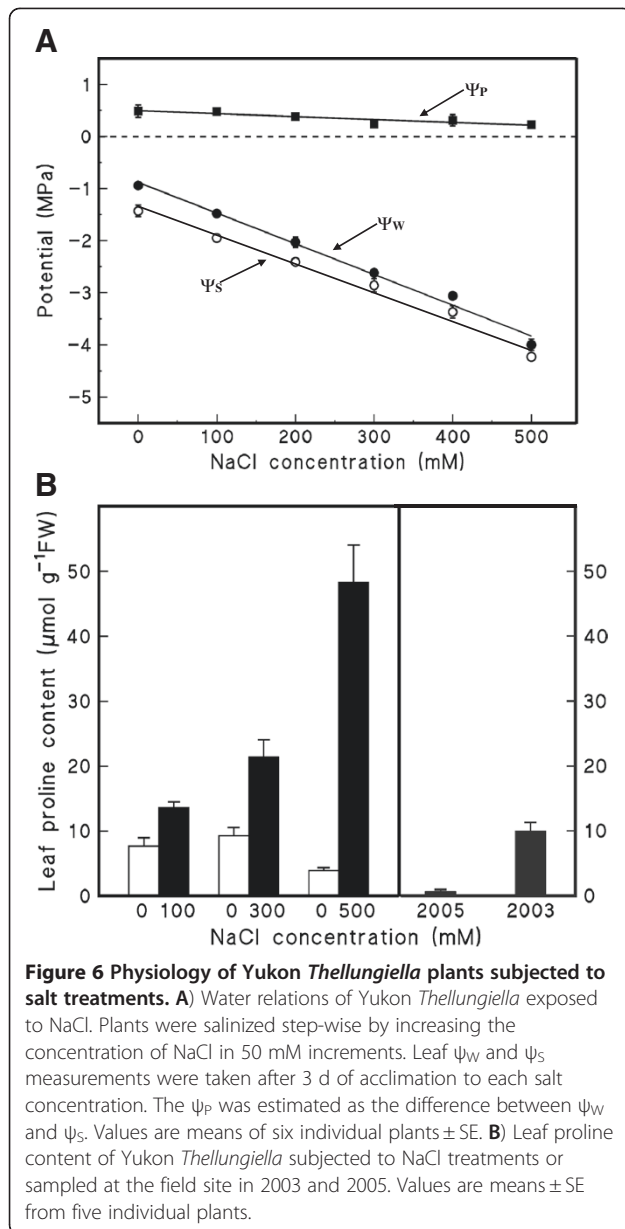 A
Potential (MPa)
1
0
−1
−2
−3
−4
−5
ΨP
ΨW
ΨS
0 100 200 300 400 500
NaCl concentration (mM)
B
Leaf proline content (μmol g⁻¹FW)
50
40
30
20
10
0
50
40
30
20
10
0
0 100 0 300 0 500 2005 2003
NaCl concentration (mM)
Figure 6 Physiology of Yukon Thellungiella plants subjected to
salt treatments. A) Water relations of Yukon Thellungiella exposed
to NaCl. Plants were salinized step-wise by increasing the
concentration of NaCl in 50 mM increments. Leaf ψW and ψS
measurements were taken after 3 d of acclimation to each salt
concentration. The ψP was estimated as the difference between ψW
and ψS. Values are means of six individual plants ± SE. B) Leaf proline
content of Yukon Thellungiella subjected to NaCl treatments or
sampled at the field site in 2003 and 2005. Values are means ± SE
from five individual plants.